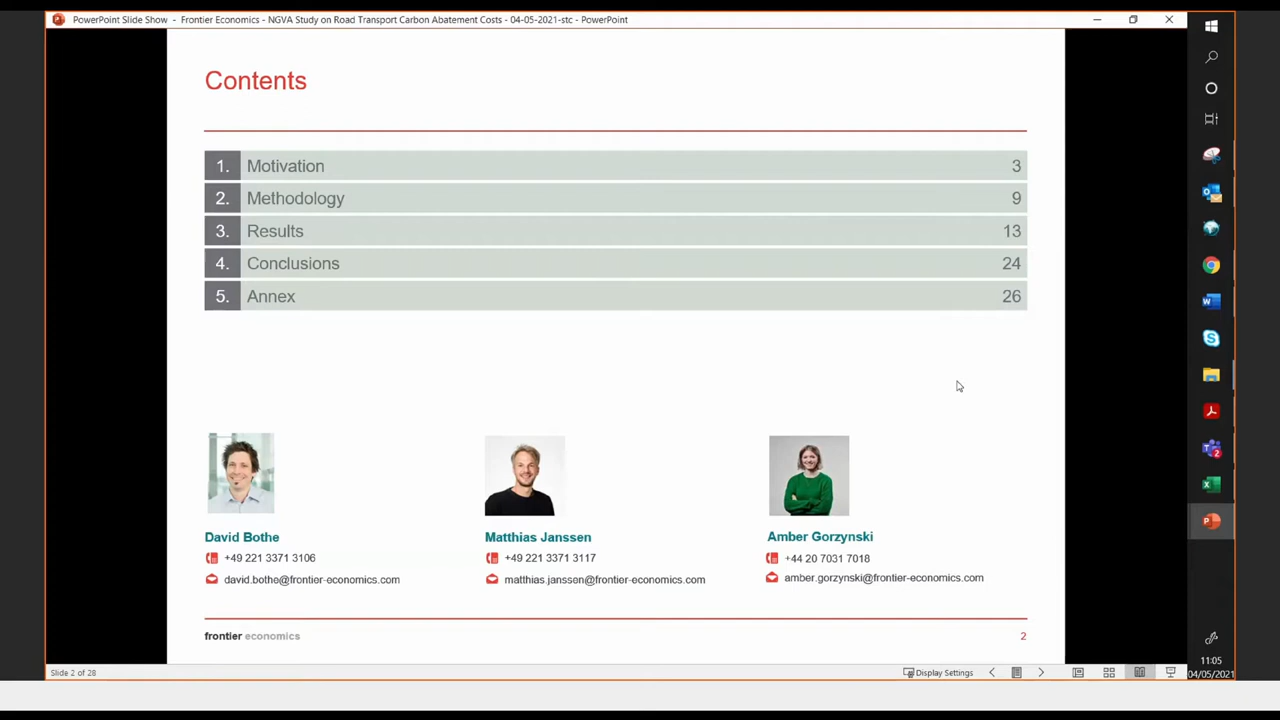 PowerPoint Slide Show - Frontier Economics - NGVA Study on Road Transport Carbon Abatement Costs - 04-05-2021-stc - PowerPoint
Contents
1. Motivation 3
2. Methodology 9
3. Results 13
4. Conclusions 24
5. Annex 26
David Bothe
+49 221 3371 3106
david.bothe@frontier-economics.com
Matthias Janssen
+49 221 3371 3117
matthias.janssen@frontier-economics.com
Amber Gorzynski
+44 20 7031 7018
amber.gorzynski@frontier-economics.com
frontier economics 2
Slide 2 of 28
Display Settings
11:05
04/05/2021